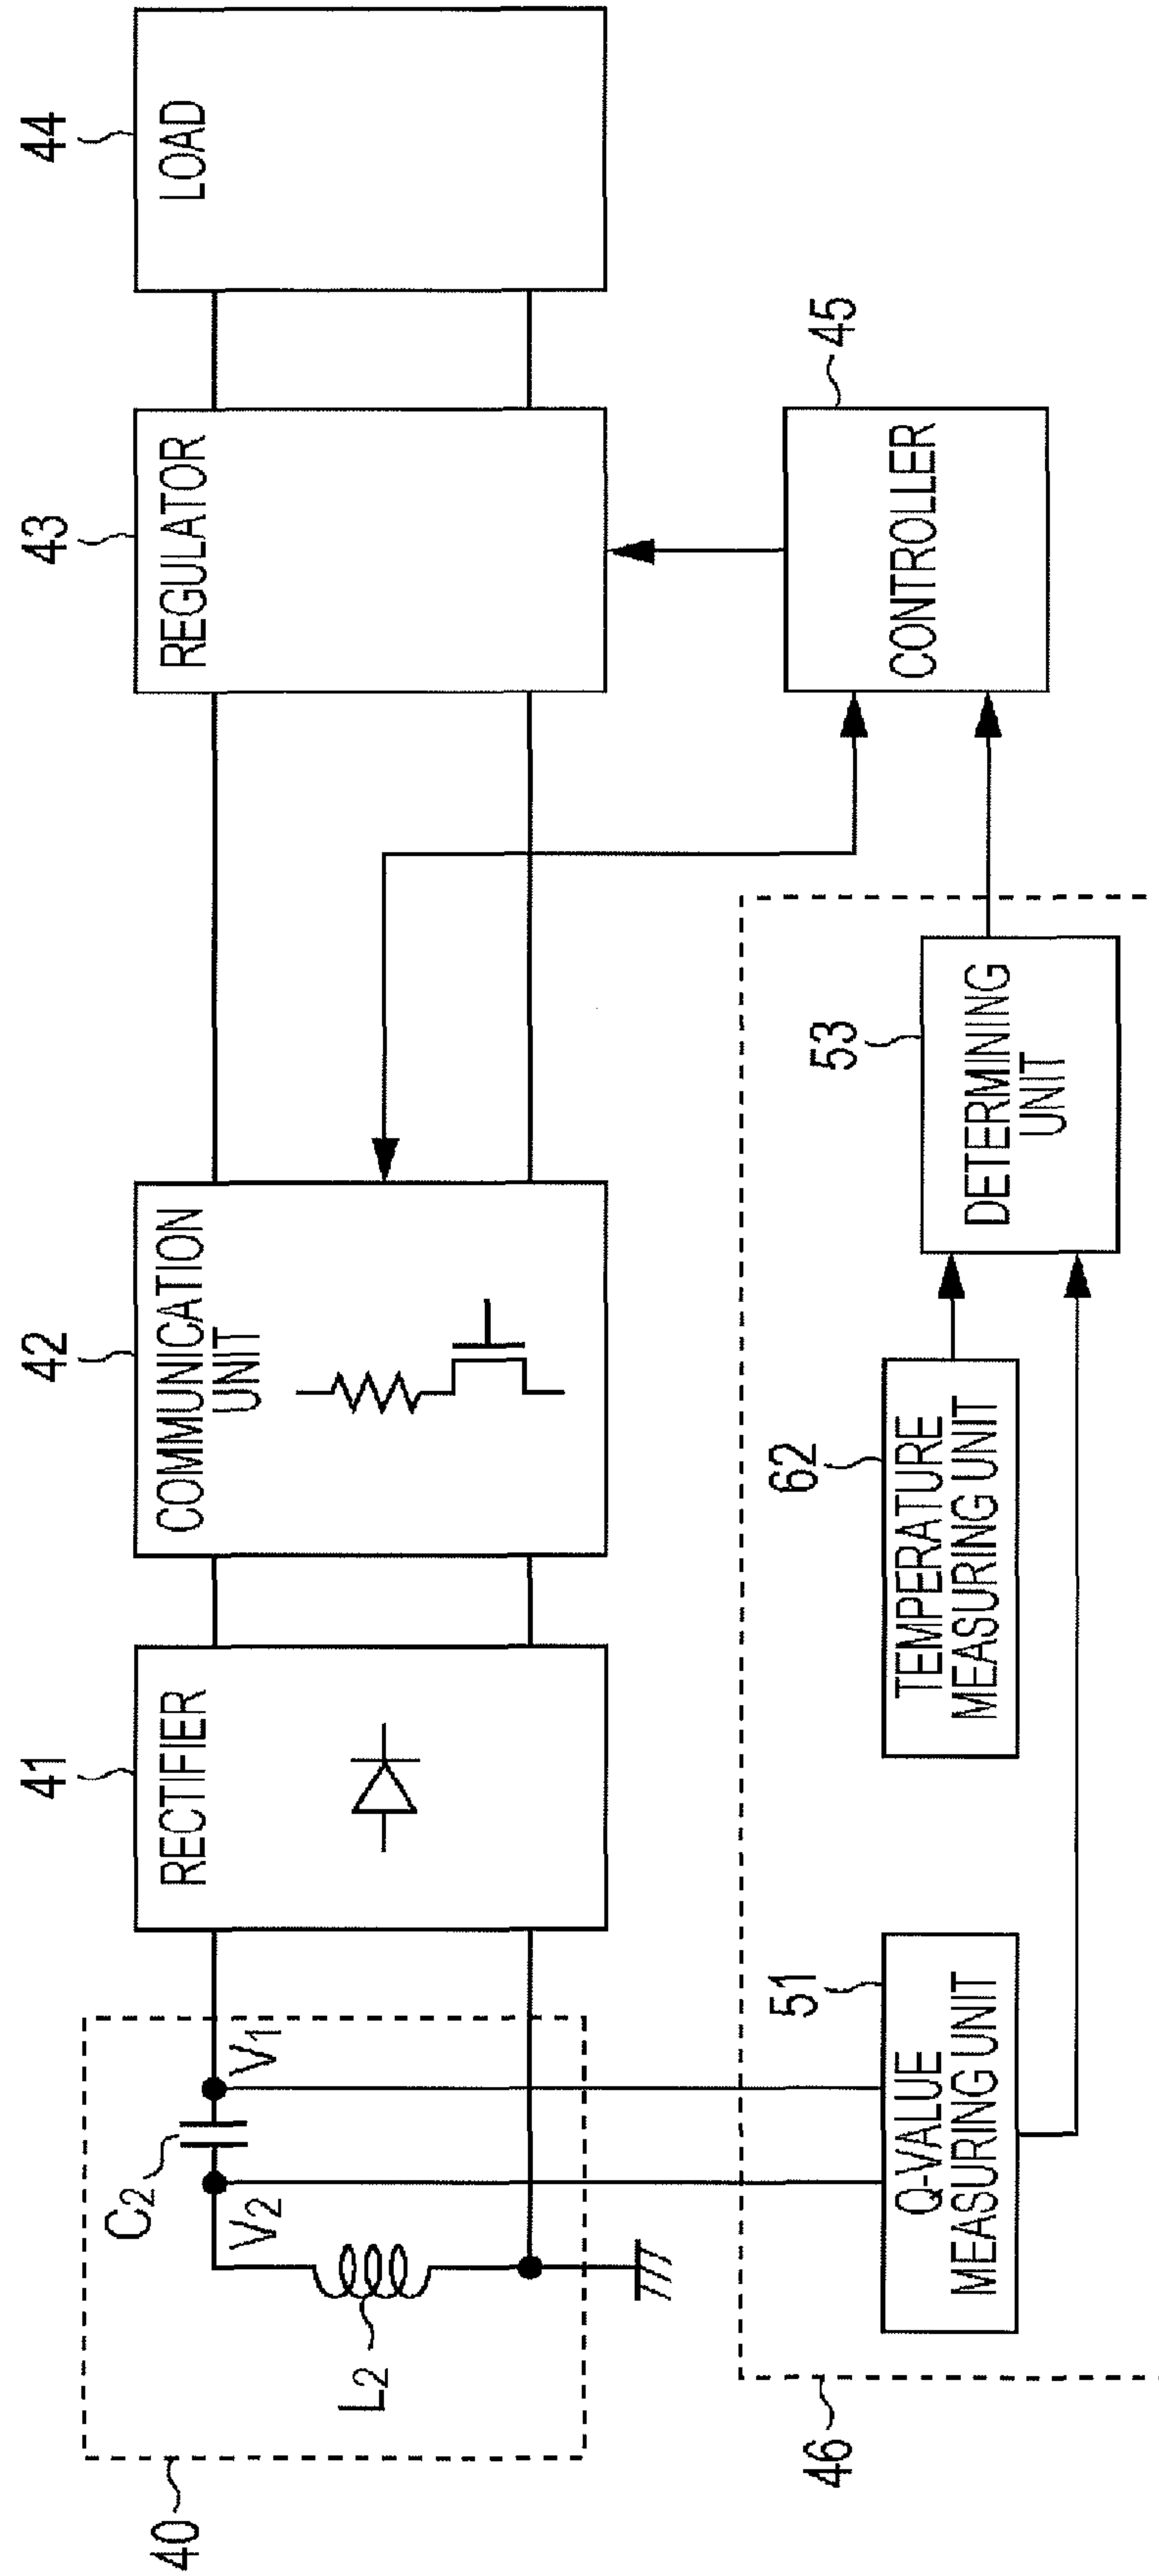 40
L2
C2
V2
V1
41
RECTIFIER
42
COMMUNICATION
UNIT
43
REGULATOR
44
LOAD
45
CONTROLLER
46
51
Q-VALUE
MEASURING UNIT
62
TEMPERATURE
MEASURING UNIT
53
DETERMINING
UNIT